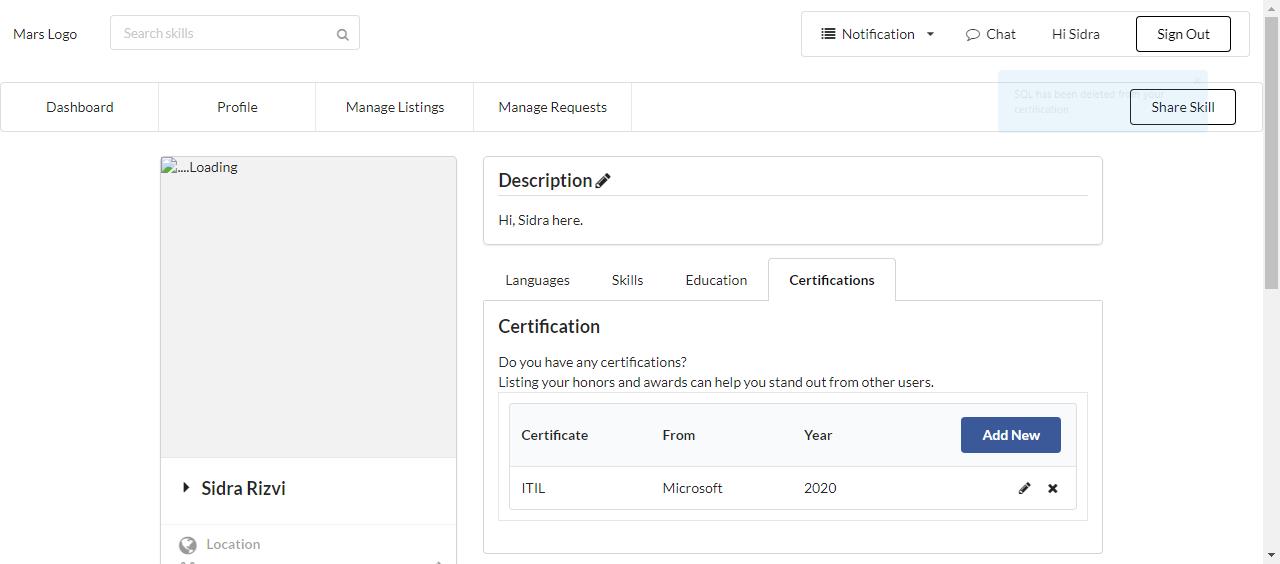 Mars Logo
Search skills
Notification
Chat
Hi Sidra
Sign Out
Dashboard
Profile
Manage Listings
Manage Requests
SQL has been deleted from your
certification
Share Skill
....Loading
Description
Hi, Sidra here.
Languages
Skills
Education
Certifications
Certification
Do you have any certifications?
Listing your honors and awards can help you stand out from other users.
Certificate From Year Add New
ITIL Microsoft 2020
Sidra Rizvi
Location